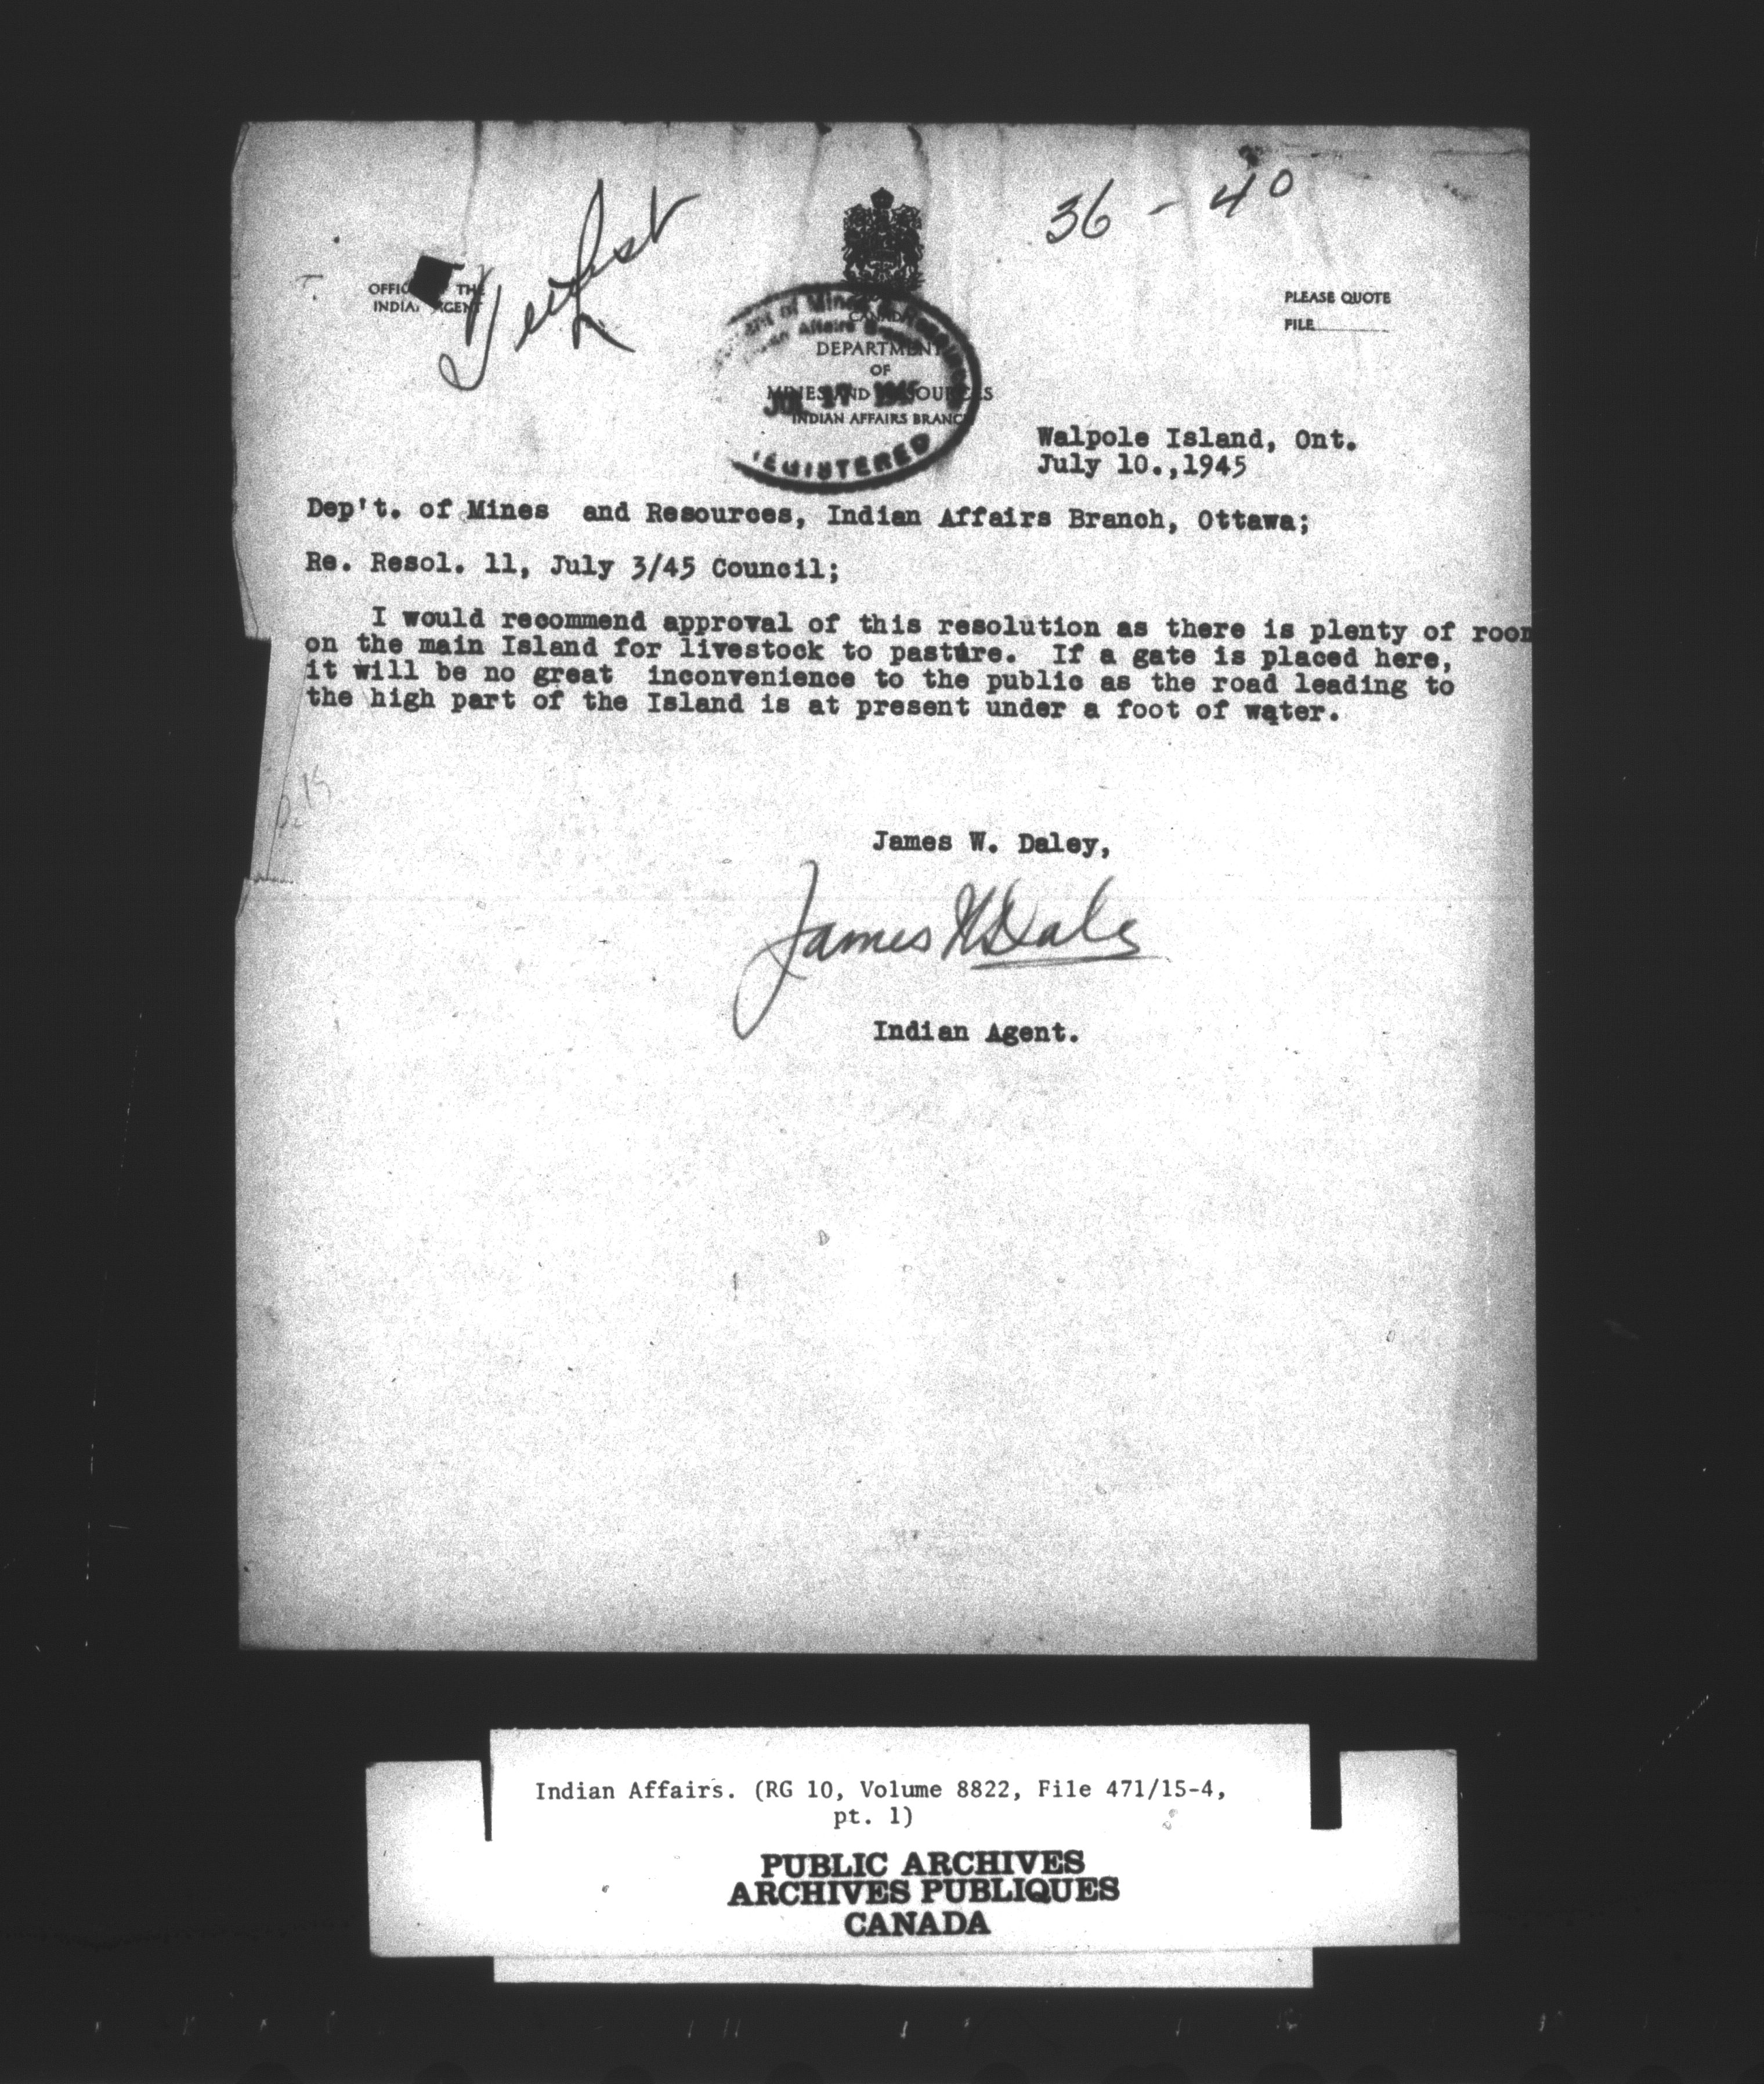 36 - 40
OFFICE OF THE
INDIAN AGENT
PLEASE QUOTE
FILE
CANADA
DEPARTMENT
OF
MINES AND RESOURCES
INDIAN AFFAIRS BRANCH
REGISTERED
Walpole Island, Ont.
July 10.,1945
Dep't. of Mines and Resources, Indian Affairs Branch, Ottawa;
Re. Resol. 11, July 3/45 Council;
I would recommend approval of this resolution as there is plenty of room
on the main Island for livestock to pasture. If a gate is placed here,
it will be no great inconvenience to the public as the road leading to
the high part of the Island is at present under a foot of water.
James W. Daley,
James W Daley
Indian Agent.
Indian Affairs. (RG 10, Volume 8822, File 471/15-4,
pt. 1)
PUBLIC ARCHIVES
ARCHIVES PUBLIQUES
CANADA